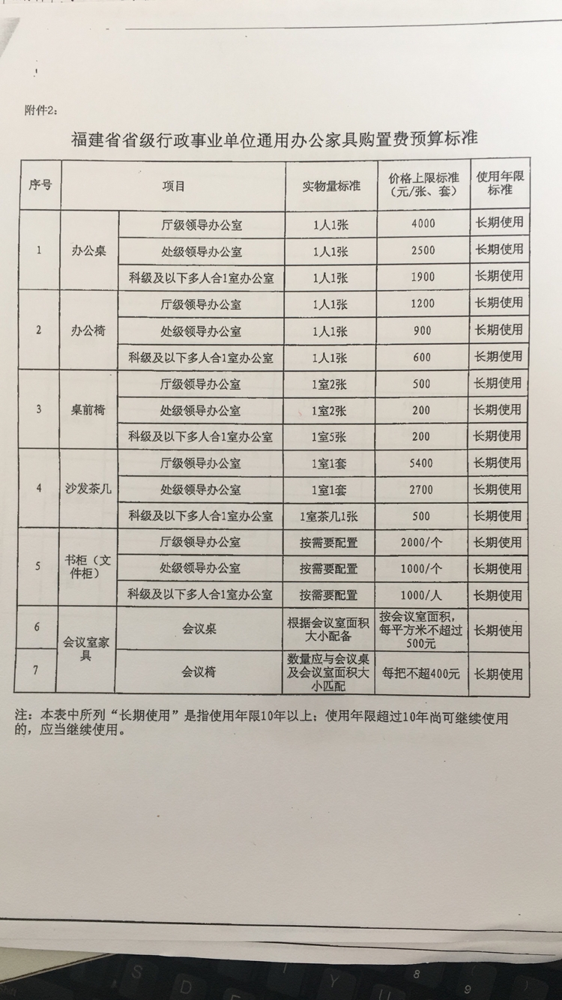 附件2：
福建省省级行政事业单位通用办公家具购置费预算标准
序号 项目 实物量标准 价格上限标准（元/张、套） 使用年限标准
1 办公桌 厅级领导办公室 1人1张 4000 长期使用
处级领导办公室 1人1张 2500 长期使用
科级及以下多人合1室办公室 1人1张 1900 长期使用
2 办公椅 厅级领导办公室 1人1张 1200 长期使用
处级领导办公室 1人1张 900 长期使用
科级及以下多人合1室办公室 1人1张 600 长期使用
3 桌前椅 厅级领导办公室 1室2张 500 长期使用
处级领导办公室 1室2张 200 长期使用
科级及以下多人合1室办公室 1室5张 200 长期使用
4 沙发茶几 厅级领导办公室 1室1套 5400 长期使用
处级领导办公室 1室1套 2700 长期使用
科级及以下多人合1室办公室 1室茶几1张 500 长期使用
5 书柜（文件柜） 厅级领导办公室 按需要配置 2000/个 长期使用
处级领导办公室 按需要配置 1000/个 长期使用
科级及以下多人合1室办公室 按需要配置 1000/人 长期使用
6 会议室家具 会议桌 根据会议室面积大小配备 按会议室面积，每平方米不超过500元 长期使用
7 会议椅 数量应与会议桌及会议室面积大小匹配 每把不超400元 长期使用
注：本表中所列“长期使用”是指使用年限10年以上；使用年限超过10年尚可继续使用
的，应当继续使用。
S D Y U 8 9